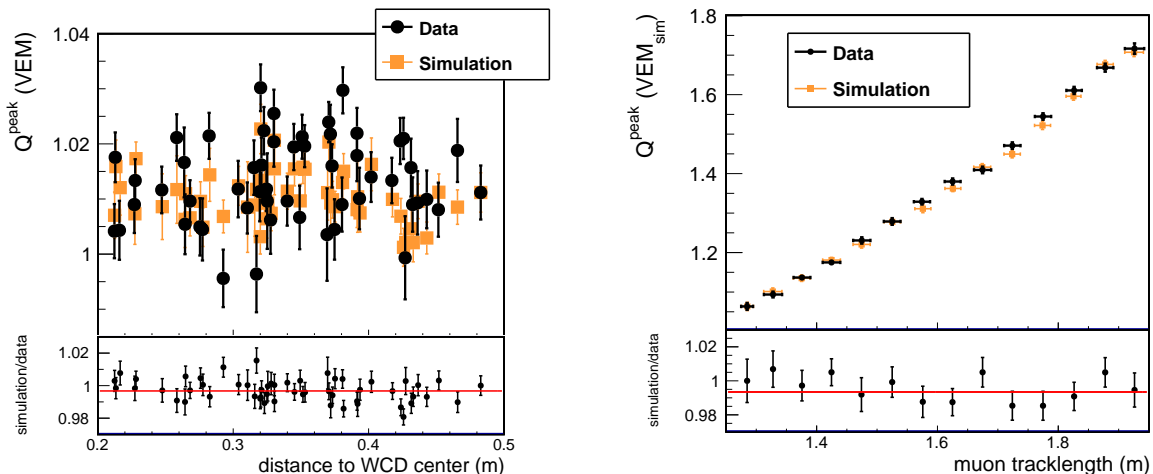 Data
Simulation
Q^peak (VEM)
1.04
1.02
1
simulation/data
1.02
1
0.98
0.2 0.3 0.4 0.5
distance to WCD center (m)
Data
Simulation
Q^peak (VEM_sim)
1.8
1.6
1.4
1.2
simulation/data
1.02
1
0.98
1.4 1.6 1.8
muon tracklength (m)